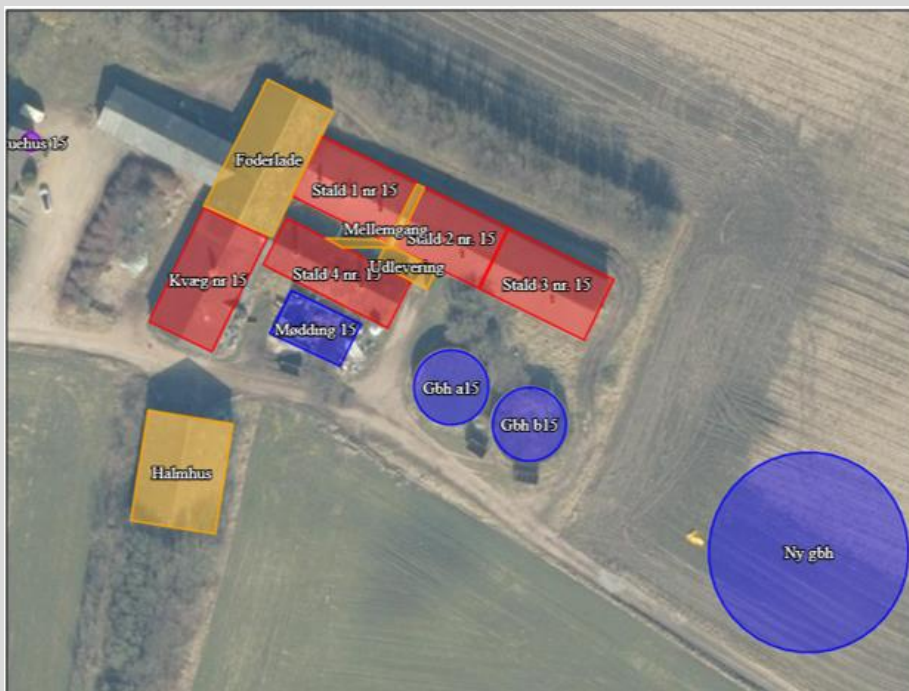 uehus 15
Foderlade
Stald 1 nr 15
Mellemgang
Stald 2 nr. 15
Udlevering
Kvæg nr 15
Stald 4 nr. 15
Stald 3 nr. 15
Mødding 15
Gbh a15
Gbh b15
Halmhus
Ny gbh